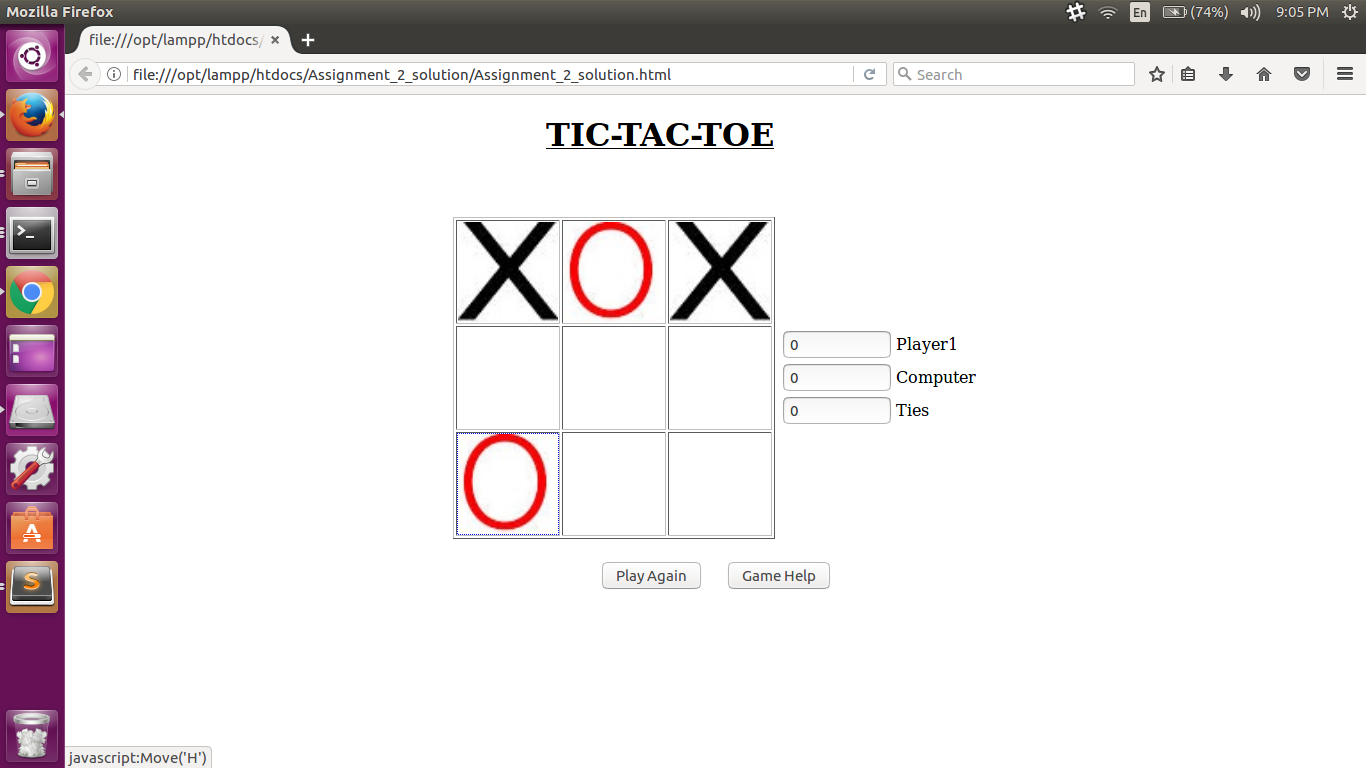 Mozilla Firefox
En
(74%)
9:05 PM
file:///opt/lampp/htdocs/
file:///opt/lampp/htdocs/Assignment_2_solution/Assignment_2_solution.html
Search
TIC-TAC-TOE
X O X
0 Player1
0 Computer
0 Ties
O
Play Again
Game Help
javascript:Move('H')